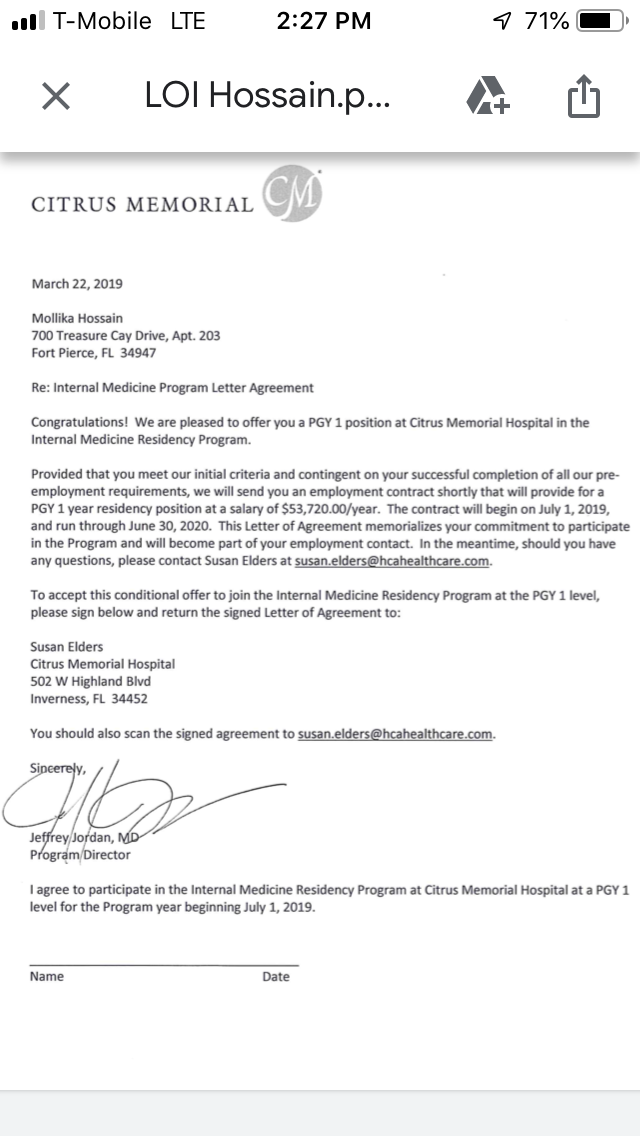 T-Mobile LTE 2:27 PM 71%
LOI Hossain.p...
CITRUS MEMORIAL CM
March 22, 2019
Mollika Hossain
700 Treasure Cay Drive, Apt. 203
Fort Pierce, FL 34947
Re: Internal Medicine Program Letter Agreement
Congratulations! We are pleased to offer you a PGY 1 position at Citrus Memorial Hospital in the
Internal Medicine Residency Program.
Provided that you meet our initial criteria and contingent on your successful completion of all our pre-
employment requirements, we will send you an employment contract shortly that will provide for a
PGY 1 year residency position at a salary of $53,720.00/year. The contract will begin on July 1, 2019,
and run through June 30, 2020. This Letter of Agreement memorializes your commitment to participate
in the Program and will become part of your employment contact. In the meantime, should you have
any questions, please contact Susan Elders at susan.elders@hcahealthcare.com.
To accept this conditional offer to join the Internal Medicine Residency Program at the PGY 1 level,
please sign below and return the signed Letter of Agreement to:
Susan Elders
Citrus Memorial Hospital
502 W Highland Blvd
Inverness, FL 34452
You should also scan the signed agreement to susan.elders@hcahealthcare.com.
Sincerely,
Jeffrey Jordan, MD
Program Director
I agree to participate in the Internal Medicine Residency Program at Citrus Memorial Hospital at a PGY 1
level for the Program year beginning July 1, 2019.
Name Date